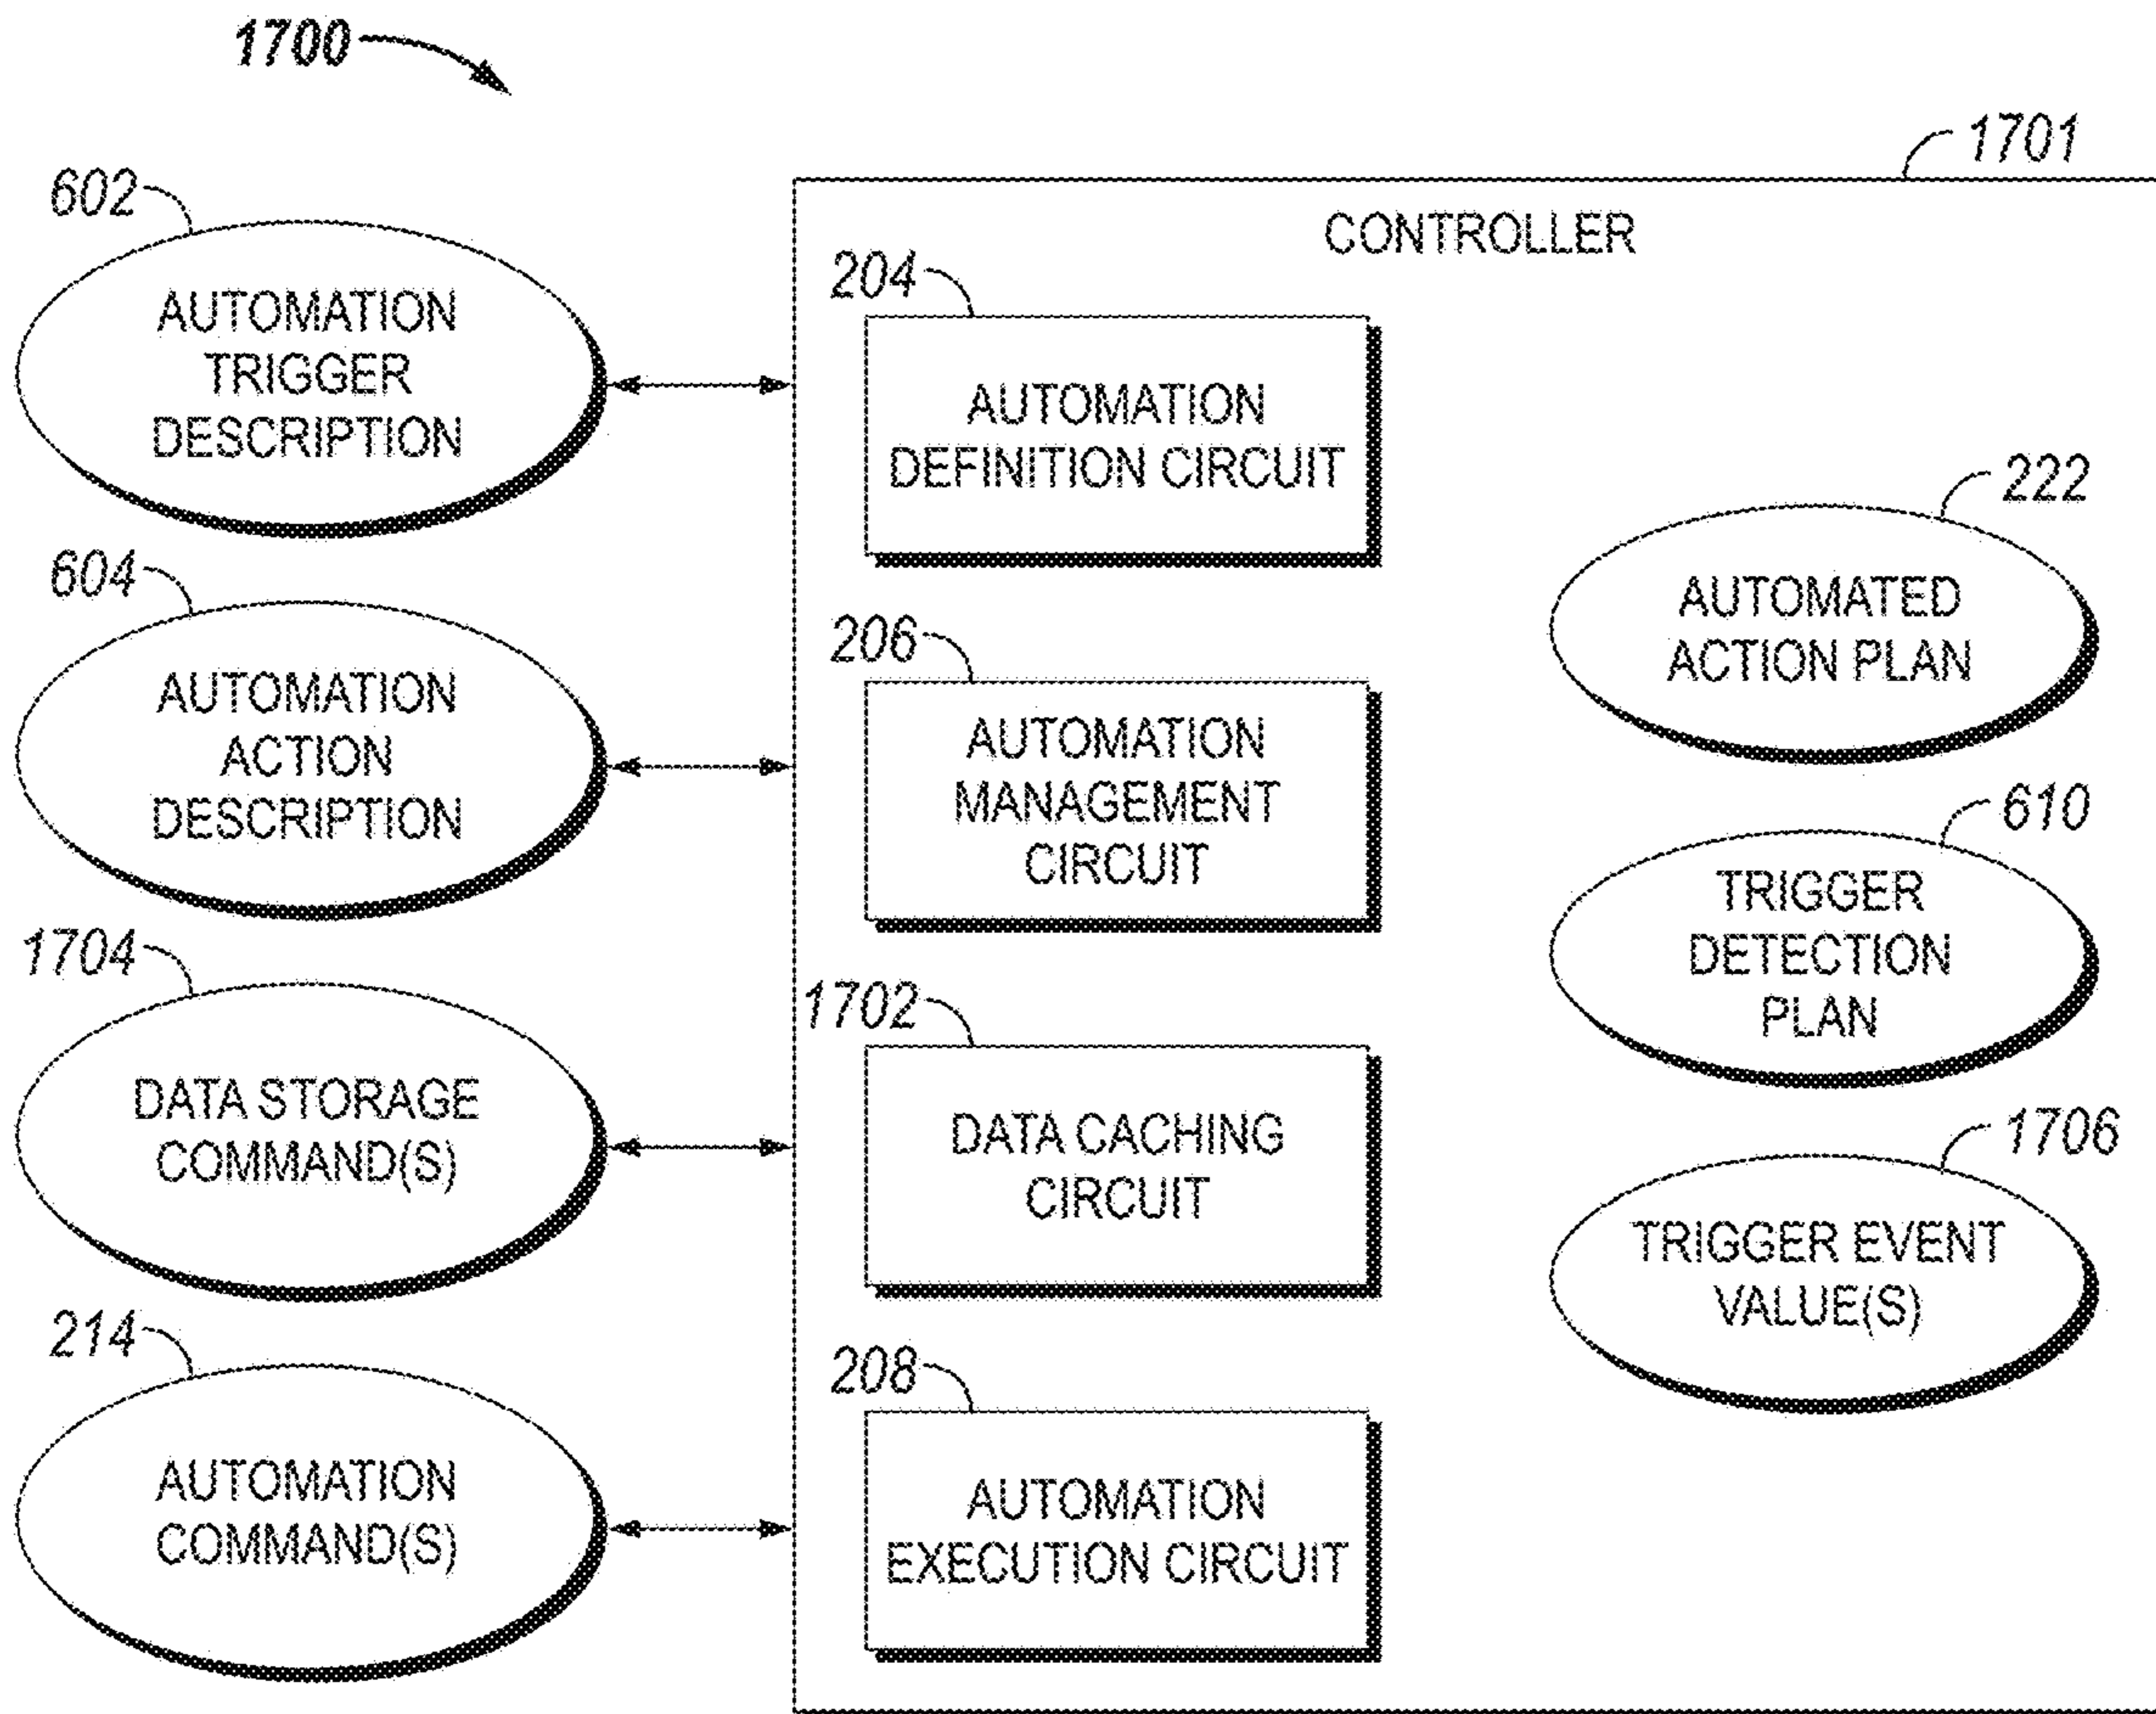 1700
1701
602
CONTROLLER
204
AUTOMATION
TRIGGER
DESCRIPTION
AUTOMATION
DEFINITION CIRCUIT
222
604
AUTOMATED
ACTION PLAN
206
AUTOMATION
ACTION
DESCRIPTION
AUTOMATION
MANAGEMENT
CIRCUIT
610
TRIGGER
DETECTION
PLAN
1704
1702
DATA STORAGE
COMMAND(S)
DATA CACHING
CIRCUIT
1706
TRIGGER EVENT
VALUE(S)
214
208
AUTOMATION
COMMAND(S)
AUTOMATION
EXECUTION CIRCUIT